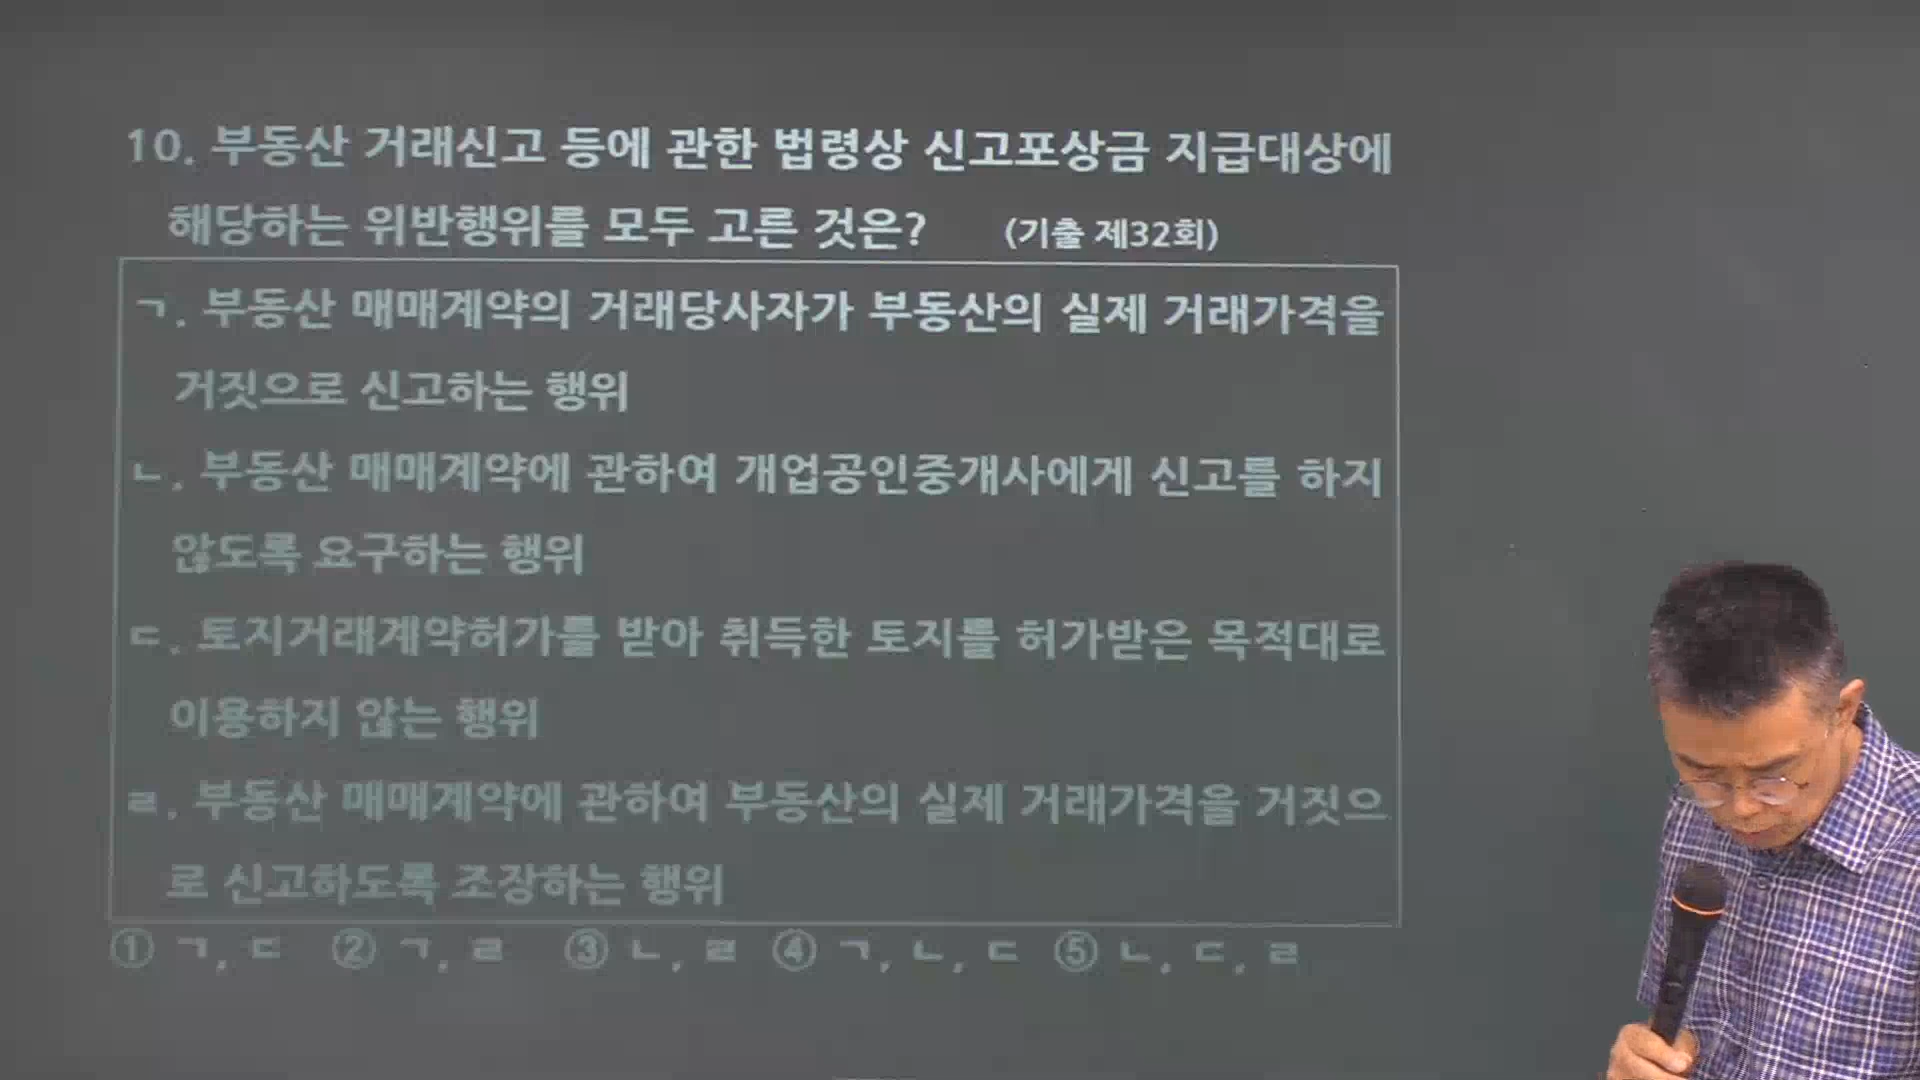 10. 부동산 거래신고 등에 관한 법령상 신고포상금 지급대상에
해당하는 위반행위를 모두 고른 것은? (기출 제32회)
ㄱ. 부동산 매매계약의 거래당사자가 부동산의 실제 거래가격을
거짓으로 신고하는 행위
ㄴ. 부동산 매매계약에 관하여 개업공인중개사에게 신고를 하지
않도록 요구하는 행위
ㄷ. 토지거래계약허가를 받아 취득한 토지를 허가받은 목적대로
이용하지 않는 행위
ㄹ. 부동산 매매계약에 관하여 부동산의 실제 거래가격을 거짓으
로 신고하도록 조장하는 행위
① ㄱ, ㄷ ② ㄱ, ㄹ ③ ㄴ, ㄹ ④ ㄱ, ㄴ, ㄷ ⑤ ㄴ, ㄷ, ㄹ